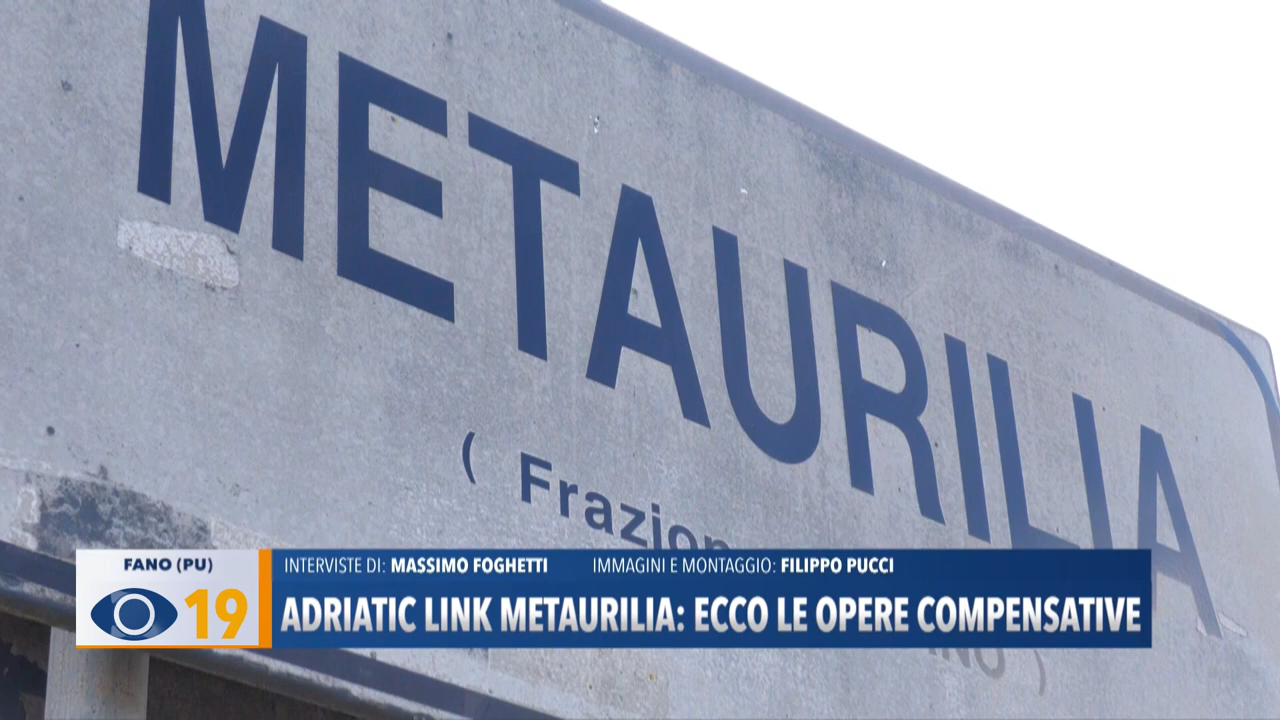 METAURILIA
( Frazion
ANO )
FANO (PU)
19
INTERVISTE DI: MASSIMO FOGHETTI IMMAGINI E MONTAGGIO: FILIPPO PUCCI
ADRIATIC LINK METAURILIA: ECCO LE OPERE COMPENSATIVE